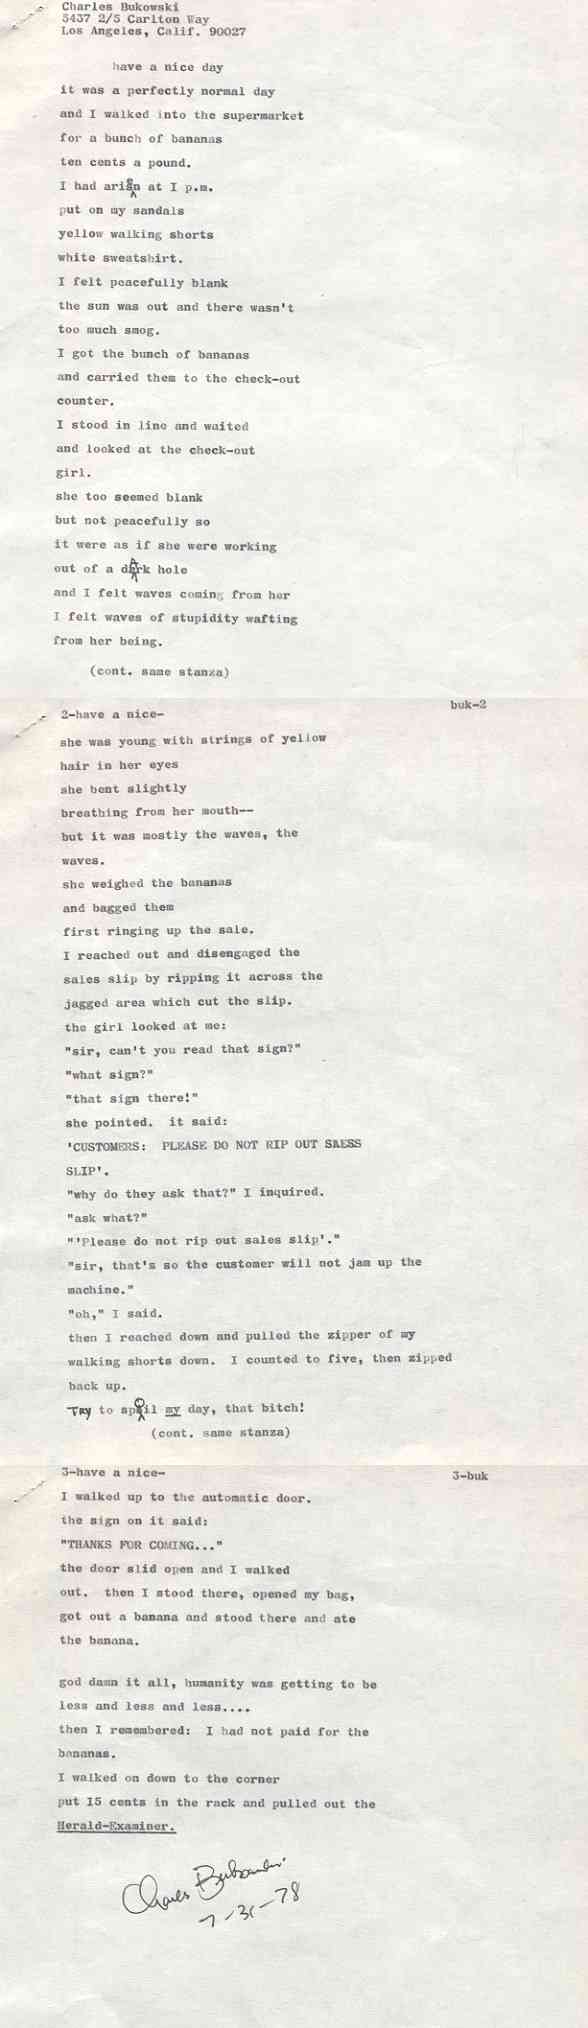 Charles Bukowski
5437 2/5 Carlton Way
Los Angeles, Calif. 90027
have a nice day
it was a perfectly normal day
and I walked into the supermarket
for a bunch of bananas
ten cents a pound.
I had arisen at I p.m.
put on my sandals
yellow walking shorts
white sweatshirt.
I felt peacefully blank
the sun was out and there wasn't
too much smog.
I got the bunch of bananas
and carried them to the check-out
counter.
I stood in line and waited
and looked at the check-out
girl.
she too seemed blank
but not peacefully so
it were as if she were working
out of a dArk hole
and I felt waves coming from her
I felt waves of stupidity wafting
from her being.
(cont. same stanza)
2-have a nice- buk-2
she was young with strings of yellow
hair in her eyes
she bent slightly
breathing from her mouth--
but it was mostly the waves, the
waves.
she weighed the bananas
and bagged them
first ringing up the sale.
I reached out and disengaged the
sales slip by ripping it across the
jagged area which cut the slip.
the girl looked at me:
"sir, can't you read that sign?"
"what sign?"
"that sign there!"
she pointed.  it said:
'CUSTOMERS:  PLEASE DO NOT RIP OUT
SLIP'.
"why do they ask that?" I inquired.
"ask what?"
"'Please do not rip out sales slip'."
"sir, that's so the customer will not jam up the
machine."
"oh," I said.
then I reached down and pulled the zipper of my
walking shorts down.  I counted to five, then zipped
back up.
TRY to spOil my day, that bitch!
(cont. same stanza)
3-have a nice- 3-buk
I walked up to the automatic door.
the sign on it said:
"THANKS FOR COMING..."
the door slid open and I walked
out.  then I stood there, opened my bag,
got out a banana and stood there and ate
the banana.
god damn it all, humanity was getting to be
less and less and less....
then I remembered:  I had not paid for the
bananas.
I walked on down to the corner
put 15 cents in the rack and pulled out the
Herald-Examiner.
Charles Bukowski
7-31-78